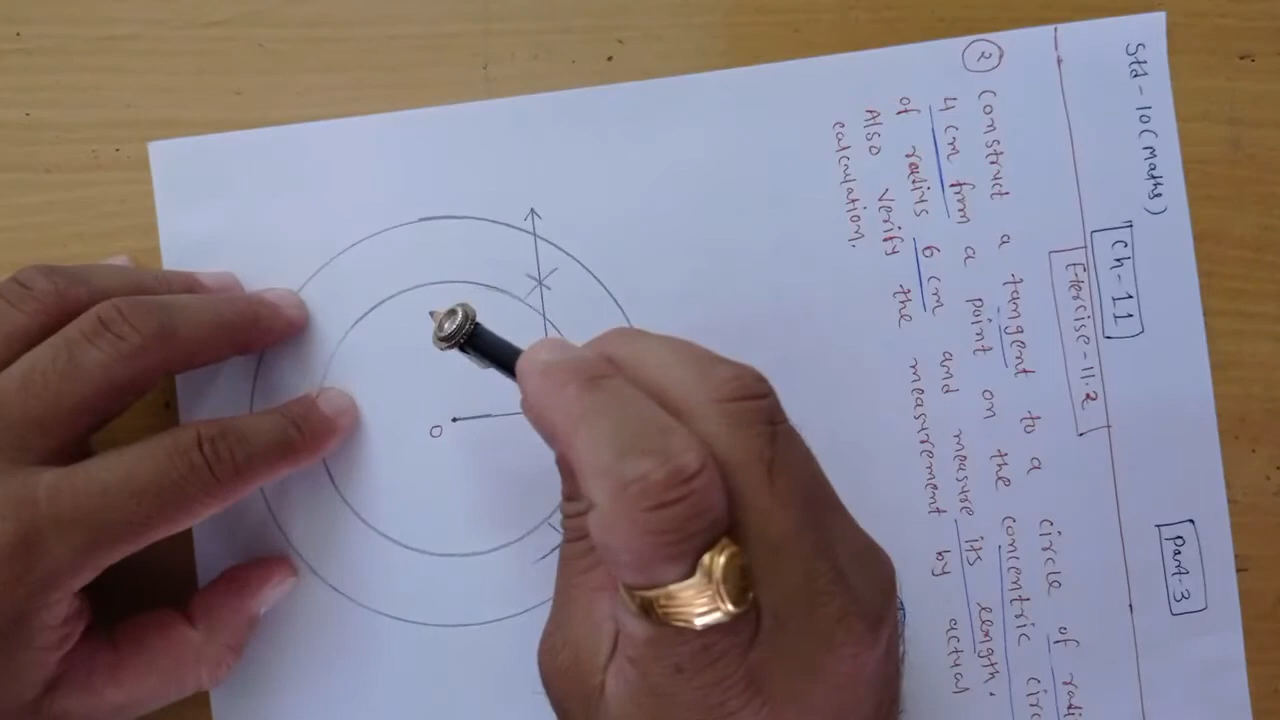 Std - 10 (maths)
Ch-11
Part-3
Exercise-11.2
② Construct a tangent to a circle of radi
4 cm from a point on the concentric circ
of radius 6 cm and measure its length.
Also verify the measurement by actual
calculation.
O